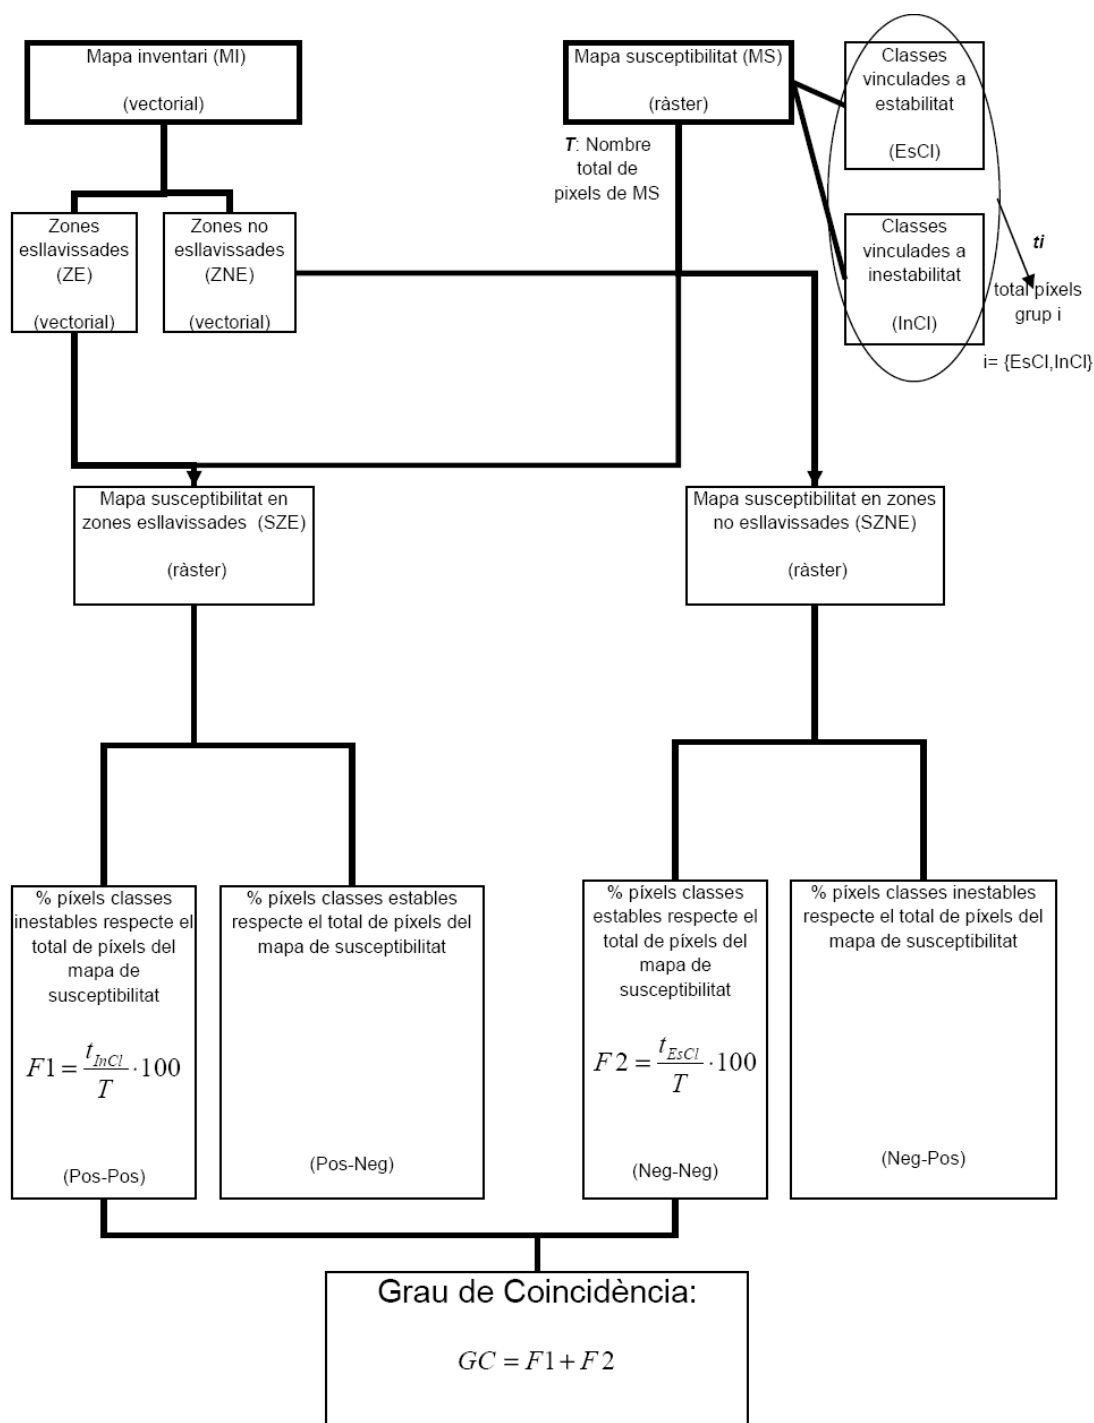 Mapa inventari (MI)
(vectorial)
Mapa susceptibilitat (MS)
(ràster)
Classes
vinculades a
estabilitat
(EsCl)
T: Nombre
total de
píxels de MS
Zones
esllavissades
(ZE)
(vectorial)
Zones no
esllavissades
(ZNE)
(vectorial)
Classes
vinculades a
inestabilitat
(InCl)
ti
total píxels
grup i
i= {EsCl,InCl}
Mapa susceptibilitat en
zones esllavissades (SZE)
(ràster)
Mapa susceptibilitat en zones
no esllavissades (SZNE)
(ràster)
% píxels classes
inestables respecte el
total de píxels del
mapa de
susceptibilitat
F1 = t_InCl / T · 100
(Pos-Pos)
% píxels classes estables
respecte el total de píxels del
mapa de susceptibilitat
(Pos-Neg)
% píxels classes
estables respecte el
total de píxels del
mapa de
susceptibilitat
F2 = t_EsCl / T · 100
(Neg-Neg)
% píxels classes inestables
respecte el total de píxels del
mapa de susceptibilitat
(Neg-Pos)
Grau de Coincidència:
GC = F1 + F2